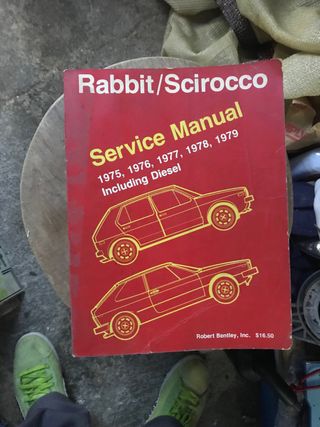 Rabbit/Scirocco
Service Manual
1975, 1976, 1977, 1978, 1979
Including Diesel
Robert Bentley, Inc. $16.50